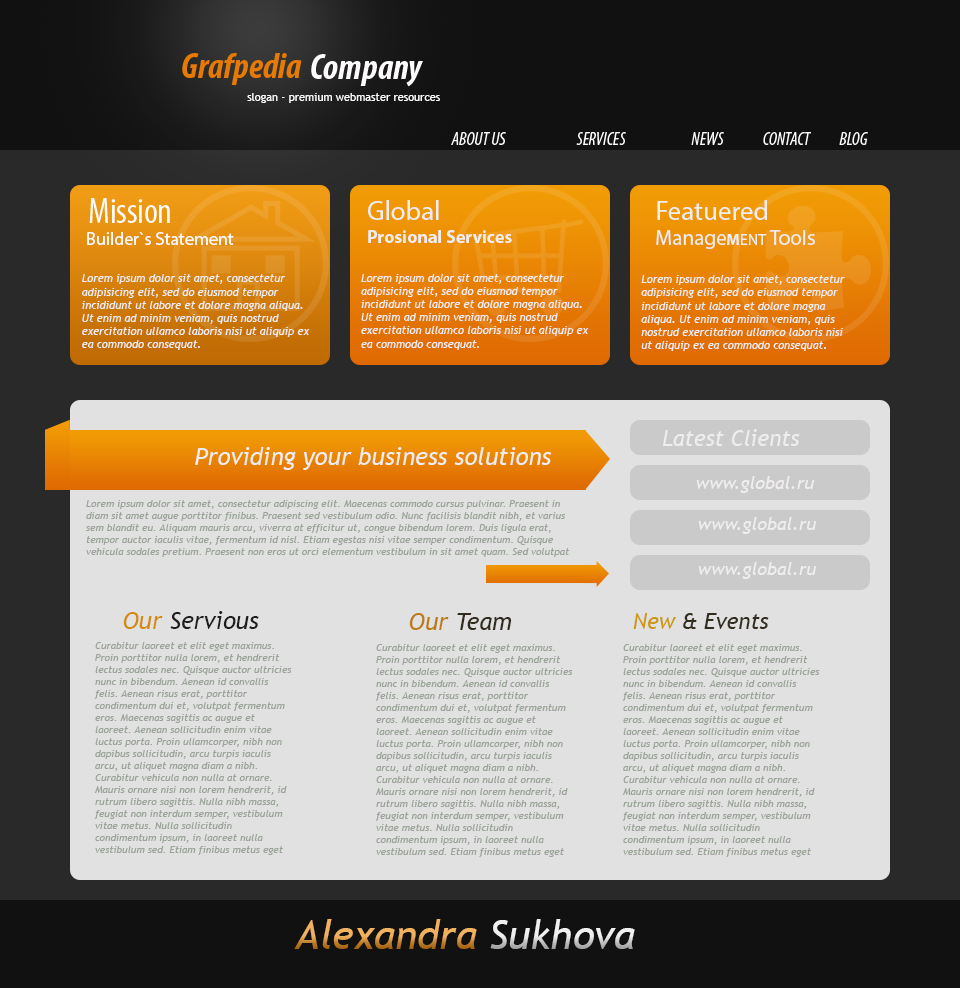 Grafpedia Company
slogan - premium webmaster resources
ABOUT US SERVICES NEWS CONTACT BLOG
Mission
Builder`s Statement
Lorem ipsum dolor sit amet, consectetur
adipisicing elit, sed do eiusmod tempor
incididunt ut labore et dolore magna aliqua.
Ut enim ad minim veniam, quis nostrud
exercitation ullamco laboris nisi ut aliquip ex
ea commodo consequat.
Global
Prosional Services
Lorem ipsum dolor sit amet, consectetur
adipisicing elit, sed do eiusmod tempor
incididunt ut labore et dolore magna aliqua.
Ut enim ad minim veniam, quis nostrud
exercitation ullamco laboris nisi ut aliquip ex
ea commodo consequat.
Featuered
ManageMENT Tools
Lorem ipsum dolor sit amet, consectetur
adipisicing elit, sed do eiusmod tempor
incididunt ut labore et dolore magna
aliqua. Ut enim ad minim veniam, quis
nostrud exercitation ullamco laboris nisi
ut aliquip ex ea commodo consequat.
Providing your business solutions
Lorem ipsum dolor sit amet, consectetur adipiscing elit. Maecenas commodo cursus pulvinar. Praesent in
diam sit amet augue porttitor finibus. Praesent sed vestibulum odio. Nunc facilisis blandit nibh, et varius
sem blandit eu. Aliquam mauris arcu, viverra at efficitur ut, congue bibendum lorem. Duis ligula erat,
tempor auctor iaculis vitae, fermentum id nisl. Etiam egestas nisi vitae semper condimentum. Quisque
vehicula sodales pretium. Praesent non eros ut orci elementum vestibulum in sit amet quam. Sed volutpat
Latest Clients
www.global.ru
www.global.ru
www.global.ru
Our Servious
Curabitur laoreet et elit eget maximus.
Proin porttitor nulla lorem, et hendrerit
lectus sodales nec. Quisque auctor ultricies
nunc in bibendum. Aenean id convallis
felis. Aenean risus erat, porttitor
condimentum dui et, volutpat fermentum
eros. Maecenas sagittis ac augue et
laoreet. Aenean sollicitudin enim vitae
luctus porta. Proin ullamcorper, nibh non
dapibus sollicitudin, arcu turpis iaculis
arcu, ut aliquet magna diam a nibh.
Curabitur vehicula non nulla at ornare.
Mauris ornare nisi non lorem hendrerit, id
rutrum libero sagittis. Nulla nibh massa,
feugiat non interdum semper, vestibulum
vitae metus. Nulla sollicitudin
condimentum ipsum, in laoreet nulla
vestibulum sed. Etiam finibus metus eget
Our Team
Curabitur laoreet et elit eget maximus.
Proin porttitor nulla lorem, et hendrerit
lectus sodales nec. Quisque auctor ultricies
nunc in bibendum. Aenean id convallis
felis. Aenean risus erat, porttitor
condimentum dui et, volutpat fermentum
eros. Maecenas sagittis ac augue et
laoreet. Aenean sollicitudin enim vitae
luctus porta. Proin ullamcorper, nibh non
dapibus sollicitudin, arcu turpis iaculis
arcu, ut aliquet magna diam a nibh.
Curabitur vehicula non nulla at ornare.
Mauris ornare nisi non lorem hendrerit, id
rutrum libero sagittis. Nulla nibh massa,
feugiat non interdum semper, vestibulum
vitae metus. Nulla sollicitudin
condimentum ipsum, in laoreet nulla
vestibulum sed. Etiam finibus metus eget
New & Events
Curabitur laoreet et elit eget maximus.
Proin porttitor nulla lorem, et hendrerit
lectus sodales nec. Quisque auctor ultricies
nunc in bibendum. Aenean id convallis
felis. Aenean risus erat, porttitor
condimentum dui et, volutpat fermentum
eros. Maecenas sagittis ac augue et
laoreet. Aenean sollicitudin enim vitae
luctus porta. Proin ullamcorper, nibh non
dapibus sollicitudin, arcu turpis iaculis
arcu, ut aliquet magna diam a nibh.
Curabitur vehicula non nulla at ornare.
Mauris ornare nisi non lorem hendrerit, id
rutrum libero sagittis. Nulla nibh massa,
feugiat non interdum semper, vestibulum
vitae metus. Nulla sollicitudin
condimentum ipsum, in laoreet nulla
vestibulum sed. Etiam finibus metus eget
Alexandra Sukhova